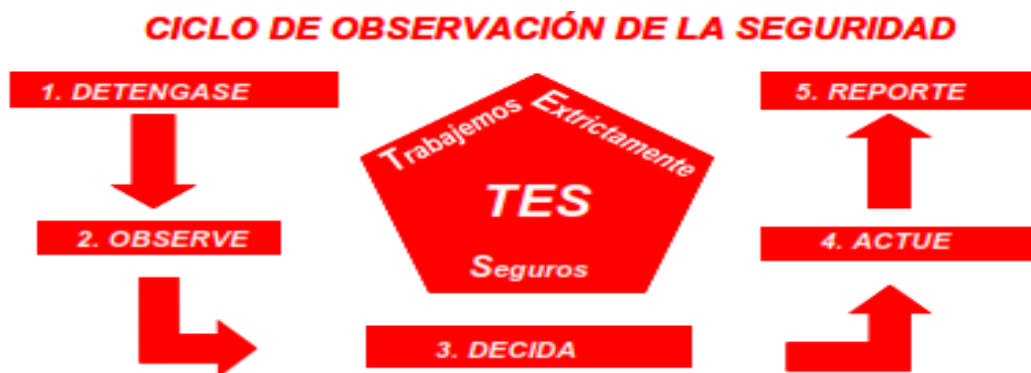 CICLO DE OBSERVACIÓN DE LA SEGURIDAD
1. DETENGASE
2. OBSERVE
3. DECIDA
4. ACTUE
5. REPORTE
Trabajemos Extrictamente
TES
Seguros